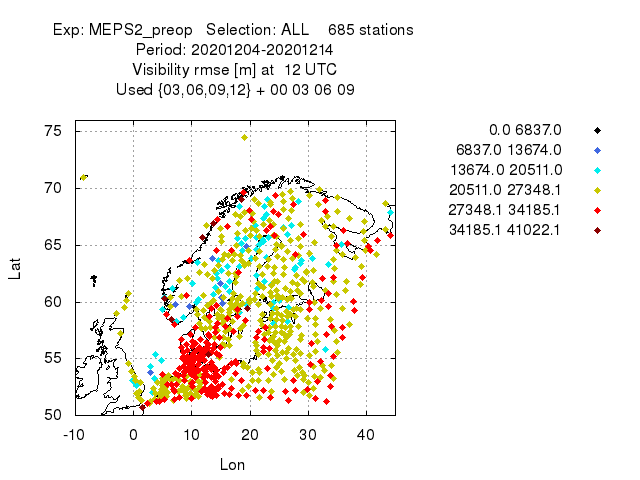 Exp: MEPS2_preop   Selection: ALL    685 stations
Period: 20201204-20201214
Visibility rmse [m] at  12 UTC
Used {03,06,09,12} + 00 03 06 09
0.0 6837.0
6837.0 13674.0
13674.0 20511.0
20511.0 27348.1
27348.1 34185.1
34185.1 41022.1
75
70
65
60
55
50
Lat
-10 0 10 20 30 40
Lon